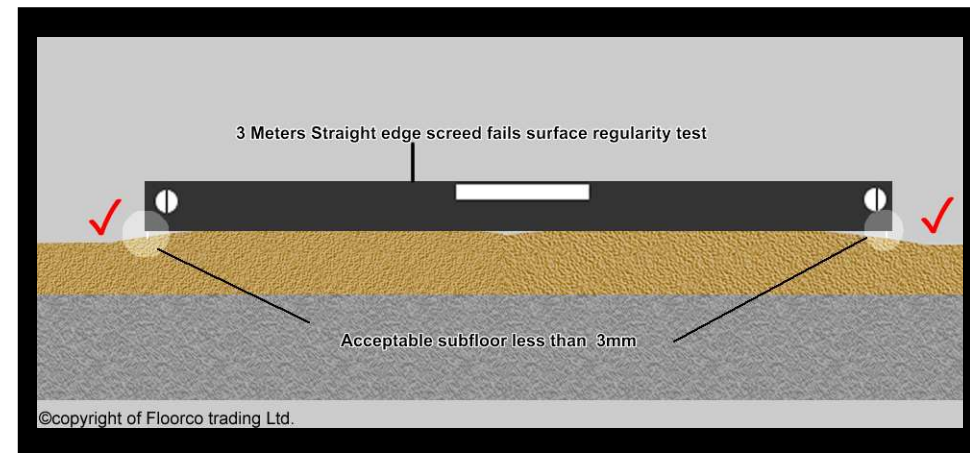 3 Meters Straight edge screed fails surface regularity test
Acceptable subfloor less than 3mm
©copyright of Floorco trading Ltd.